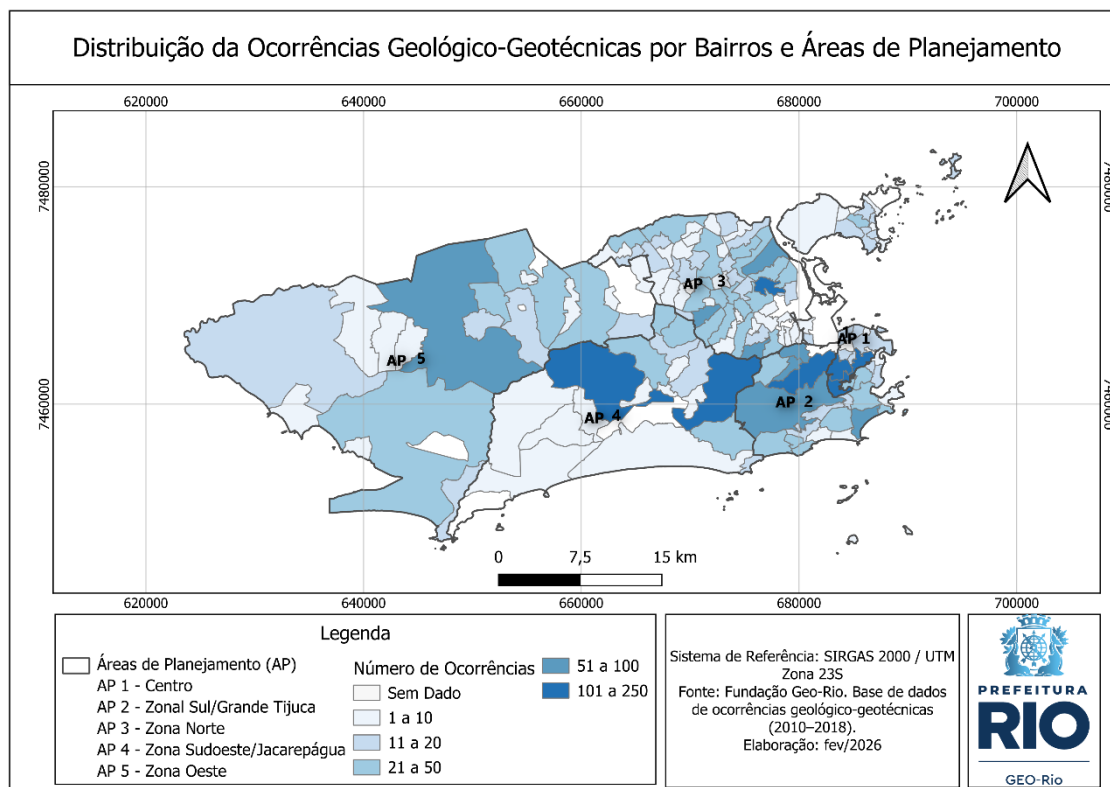 Distribuição da Ocorrências Geológico-Geotécnicas por Bairros e Áreas de Planejamento
620000 640000 660000 680000 700000
7480000 7480000
AP 3
1
AP 1
AP 5
7460000 7460000
AP 2
AP 4
0 7,5 15 km
620000 640000 660000 680000 700000
Legenda
Áreas de Planejamento (AP)
AP 1 - Centro
AP 2 - Zonal Sul/Grande Tijuca
AP 3 - Zona Norte
AP 4 - Zona Sudoeste/Jacarepágua
AP 5 - Zona Oeste
Número de Ocorrências
Sem Dado
1 a 10
11 a 20
21 a 50
51 a 100
101 a 250
Sistema de Referência: SIRGAS 2000 / UTM
Zona 23S
Fonte: Fundação Geo-Rio. Base de dados
de ocorrências geológico-geotécnicas
(2010–2018).
Elaboração: fev/2026
PREFEITURA
RIO
GEO-Rio